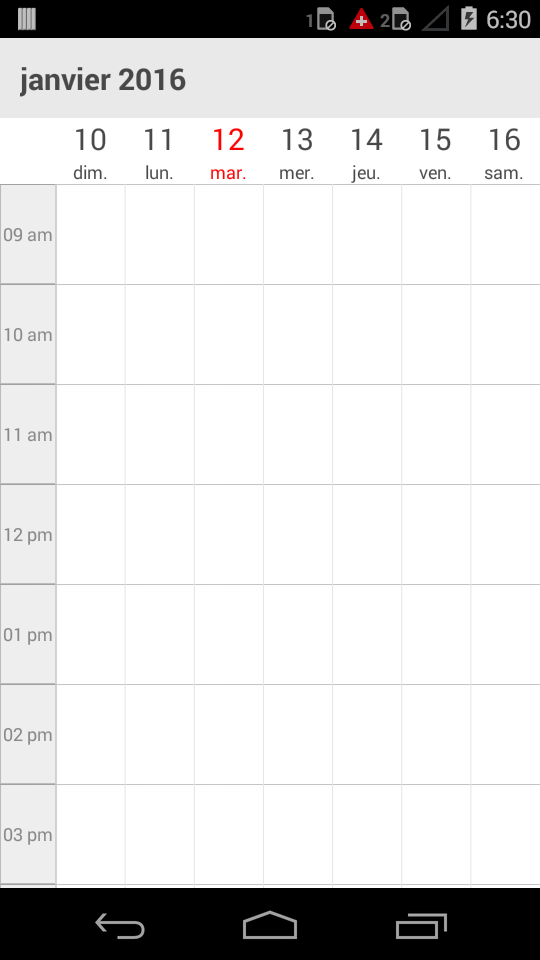 1 2 6:30
janvier 2016
10 11 12 13 14 15 16
dim. lun. mar. mer. jeu. ven. sam.
09 am
10 am
11 am
12 pm
01 pm
02 pm
03 pm